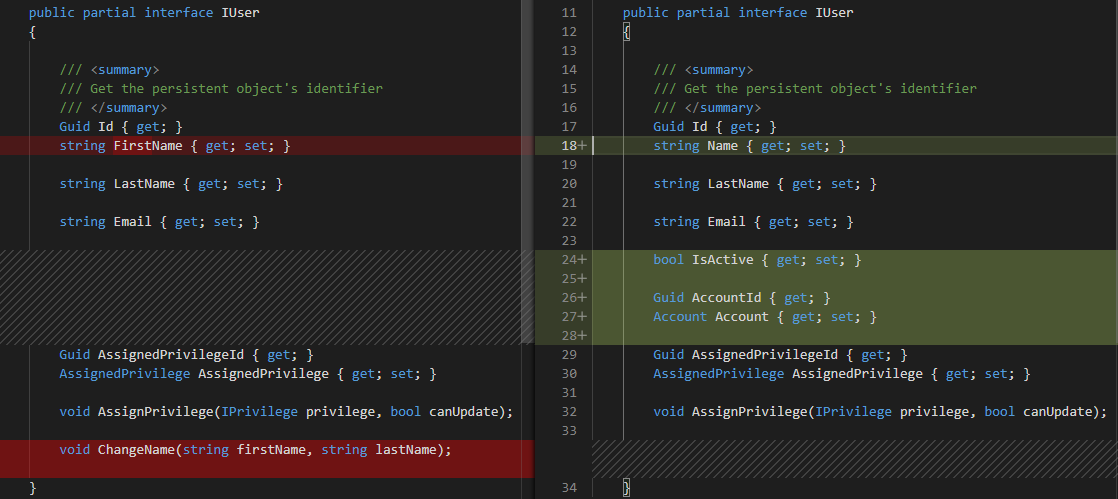 public partial interface IUser
{
/// <summary>
/// Get the persistent object's identifier
/// </summary>
Guid Id { get; }
string FirstName { get; set; }
string LastName { get; set; }
string Email { get; set; }
Guid AssignedPrivilegeId { get; }
AssignedPrivilege AssignedPrivilege { get; set; }
void AssignPrivilege(IPrivilege privilege, bool canUpdate);
void ChangeName(string firstName, string lastName);
}
11 public partial interface IUser
12 {
13
14 /// <summary>
15 /// Get the persistent object's identifier
16 /// </summary>
17 Guid Id { get; }
18+ string Name { get; set; }
19
20 string LastName { get; set; }
21
22 string Email { get; set; }
23
24+ bool IsActive { get; set; }
25+
26+ Guid AccountId { get; }
27+ Account Account { get; set; }
28+
29 Guid AssignedPrivilegeId { get; }
30 AssignedPrivilege AssignedPrivilege { get; set; }
31
32 void AssignPrivilege(IPrivilege privilege, bool canUpdate);
33
34 }